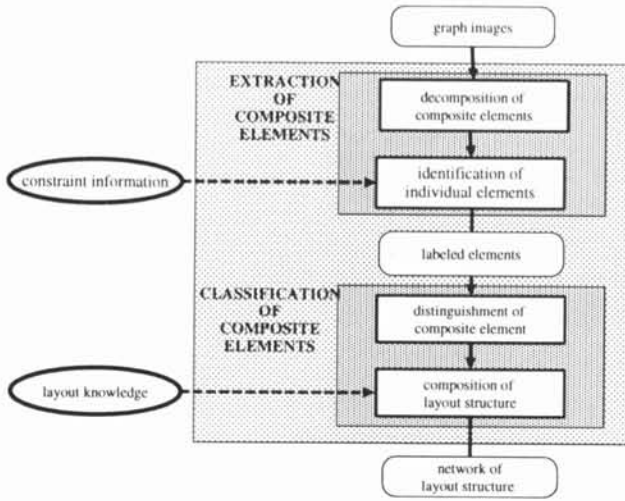 graph images
EXTRACTION
OF
COMPOSITE
ELEMENTS
decomposition of
composite elements
constraint information
identification of
individual elements
labeled elements
CLASSIFICATION
OF
COMPOSITE
ELEMENTS
distinguishment of
composite element
layout knowledge
composition of
layout structure
network of
layout structure